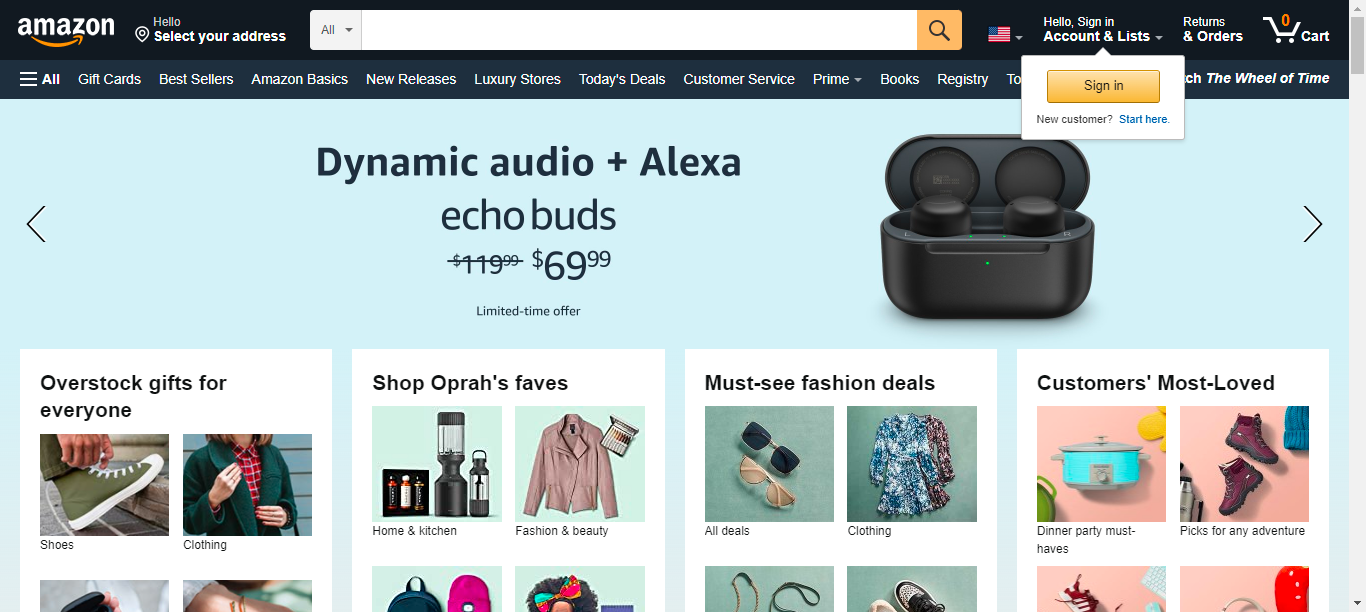 amazon
Hello
Select your address
All
Hello, Sign in
Account & Lists
Returns
& Orders
0
Cart
All
Gift Cards
Best Sellers
Amazon Basics
New Releases
Luxury Stores
Today's Deals
Customer Service
Prime
Books
Registry
To
ch The Wheel of Time
Sign in
New customer? Start here.
Dynamic audio + Alexa
echo buds
$119.99 $69.99
Limited-time offer
L
R
Overstock gifts for
everyone
Shoes
Clothing
Shop Oprah's faves
Home & kitchen
Fashion & beauty
Must-see fashion deals
All deals
Clothing
Customers' Most-Loved
Dinner party must-
haves
Picks for any adventure